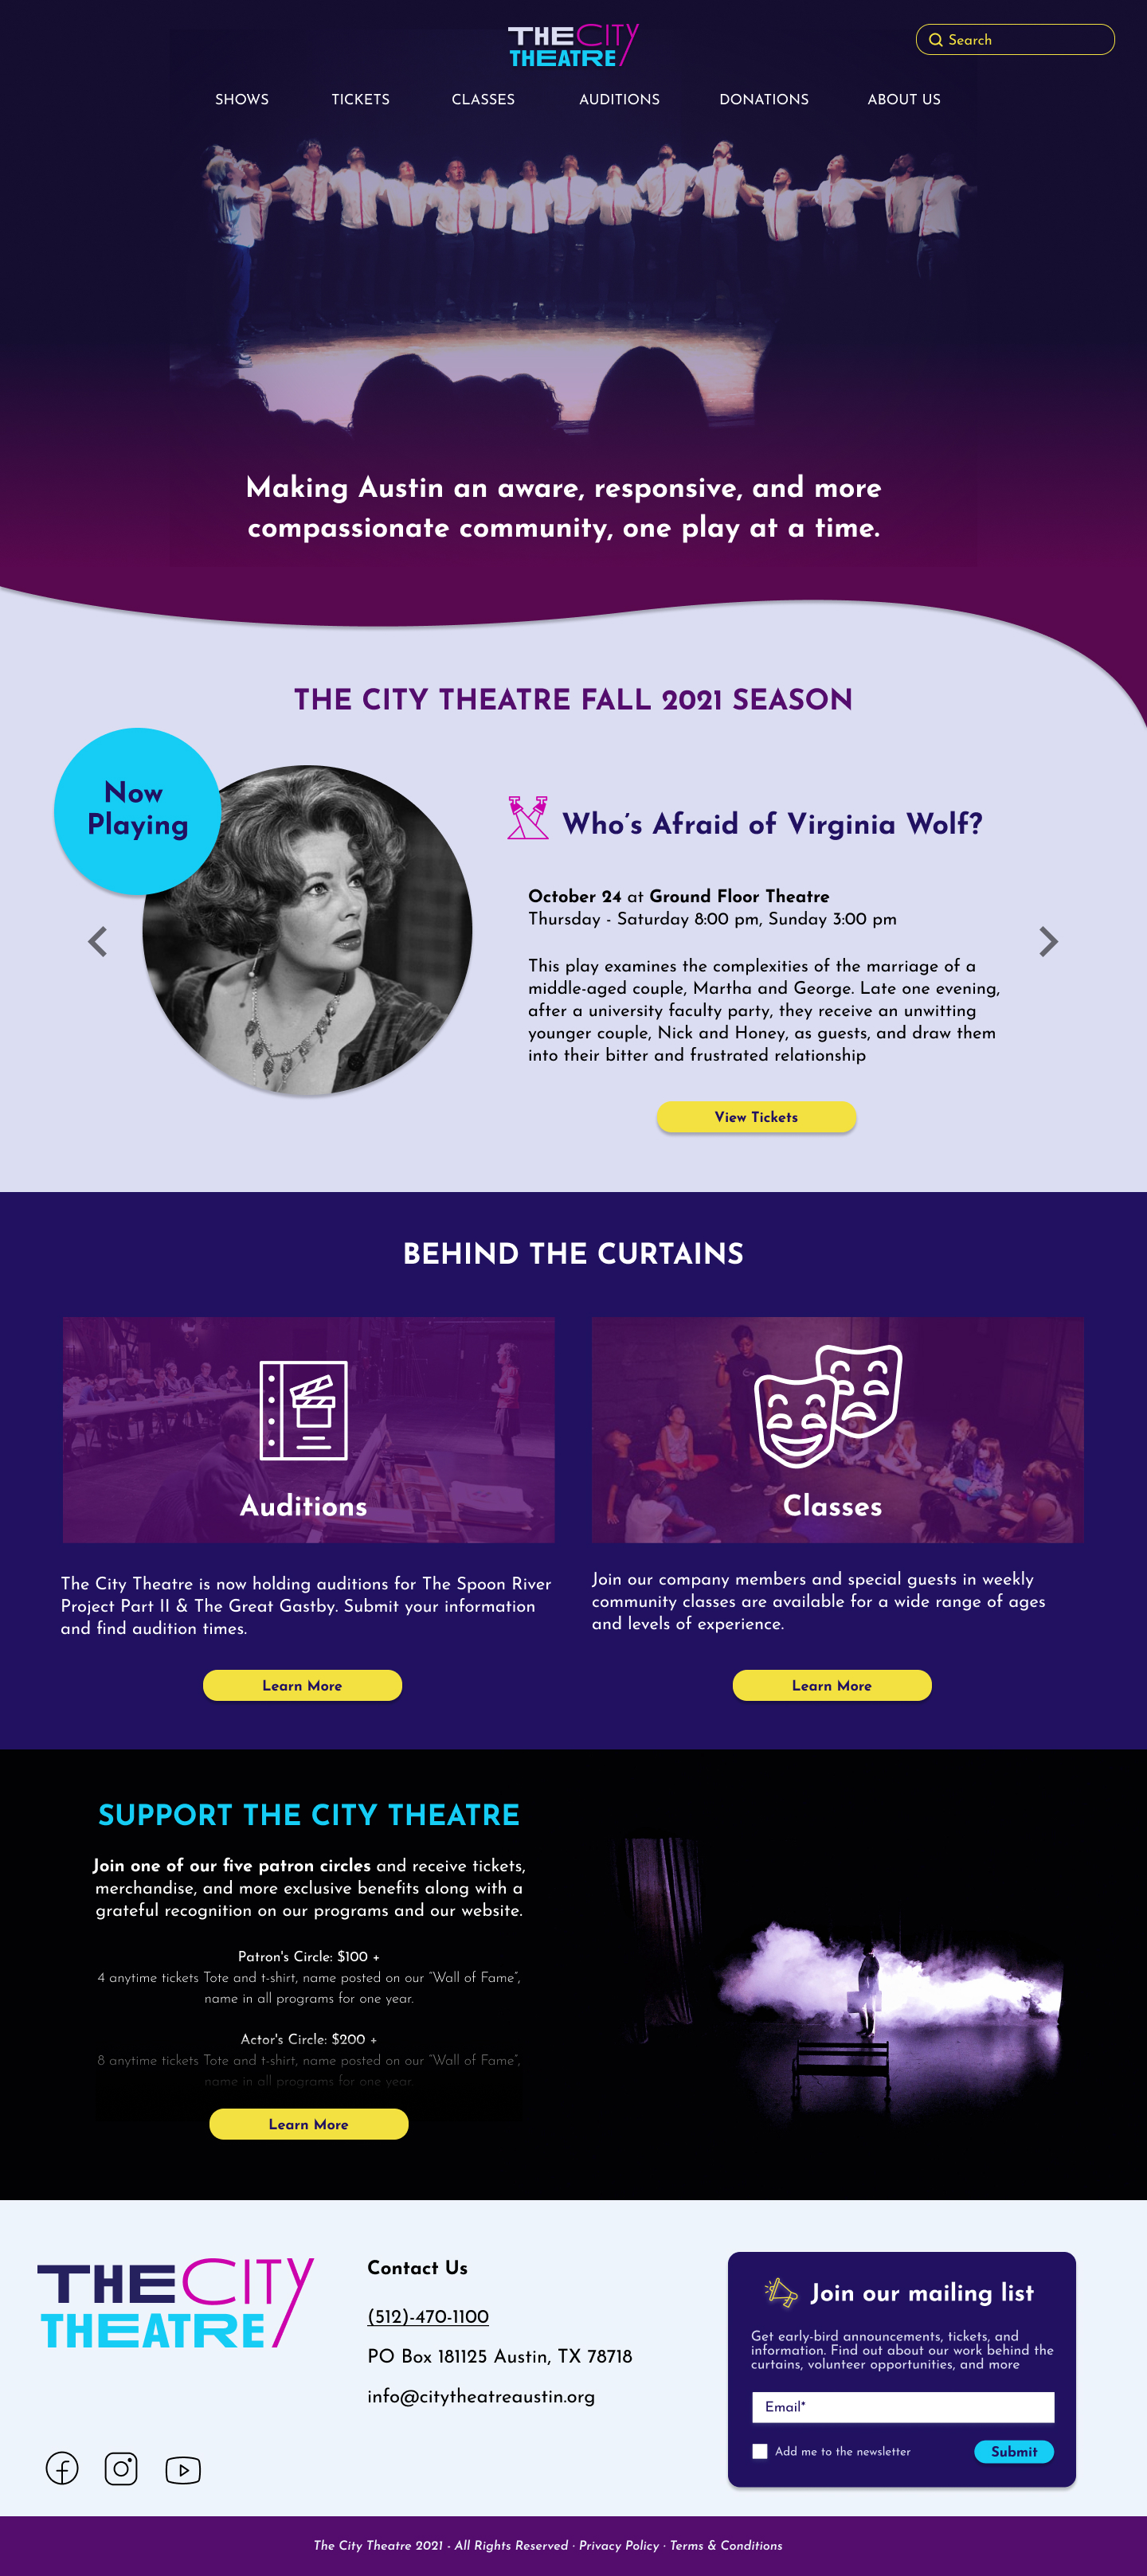 THE CITY
THEATRE
Search
SHOWS TICKETS CLASSES AUDITIONS DONATIONS ABOUT US
Making Austin an aware, responsive, and more
compassionate community, one play at a time.
THE CITY THEATRE FALL 2021 SEASON
Now
Playing
Who's Afraid of Virginia Wolf?
October 24 at Ground Floor Theatre
Thursday - Saturday 8:00 pm, Sunday 3:00 pm
This play examines the complexities of the marriage of a
middle-aged couple, Martha and George. Late one evening,
after a university faculty party, they receive an unwitting
younger couple, Nick and Honey, as guests, and draw them
into their bitter and frustrated relationship
View Tickets
BEHIND THE CURTAINS
Auditions
The City Theatre is now holding auditions for The Spoon River
Project Part II & The Great Gastby. Submit your information
and find audition times.
Learn More
Classes
Join our company members and special guests in weekly
community classes are available for a wide range of ages
and levels of experience.
Learn More
SUPPORT THE CITY THEATRE
Join one of our five patron circles and receive tickets,
merchandise, and more exclusive benefits along with a
grateful recognition on our programs and our website.
Patron's Circle: $100 +
4 anytime tickets Tote and t-shirt, name posted on our "Wall of Fame",
name in all programs for one year.
Actor's Circle: $200 +
8 anytime tickets Tote and t-shirt, name posted on our "Wall of Fame",
name in all programs for one year.
Learn More
THE CITY
THEATRE
Contact Us
(512)-470-1100
PO Box 181125 Austin, TX 78718
info@citytheatreaustin.org
Join our mailing list
Get early-bird announcements, tickets, and
information. Find out about our work behind the
curtains, volunteer opportunities, and more
Email*
Add me to the newsletter
Submit
The City Theatre 2021 - All Rights Reserved · Privacy Policy · Terms & Conditions